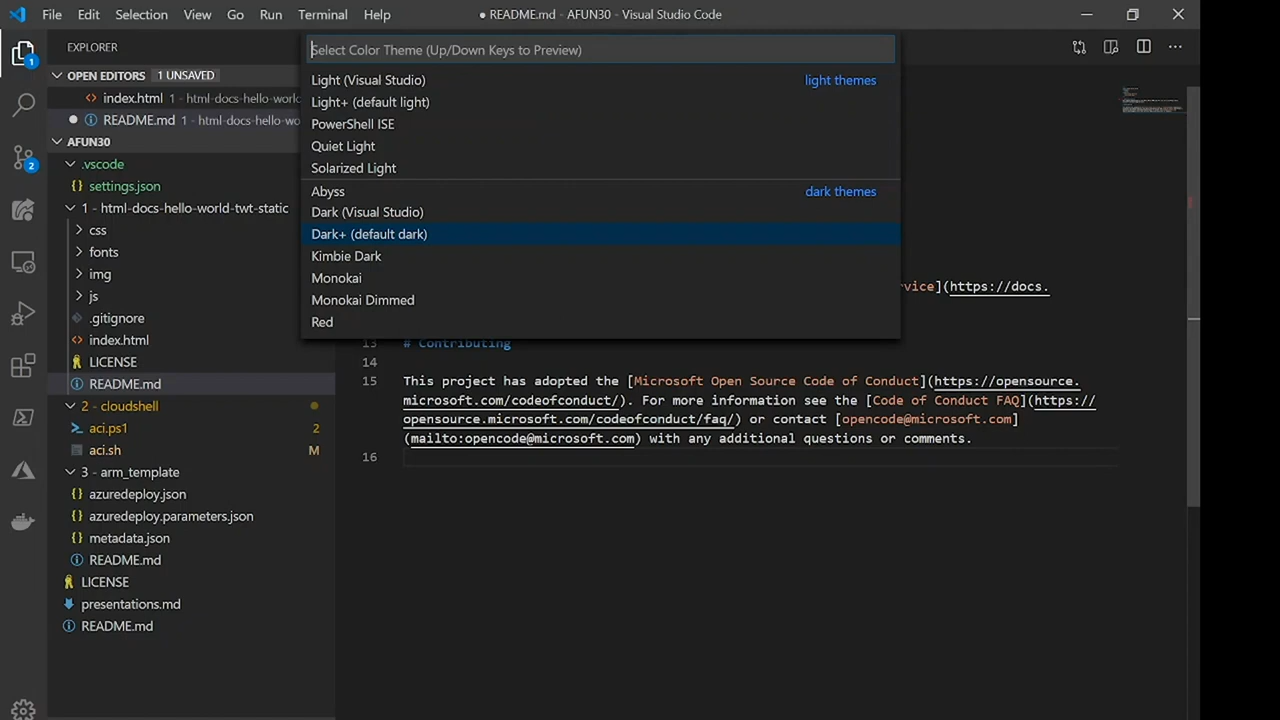 File Edit Selection View Go Run Terminal Help
● README.md - AFUN30 - Visual Studio Code
EXPLORER
OPEN EDITORS 1 UNSAVED
index.html 1 - html-docs-hello-world
README.md 1 - html-docs-hello-wo
AFUN30
.vscode
{} settings.json
1 - html-docs-hello-world-twt-static
css
fonts
img
js
.gitignore
index.html
LICENSE
README.md
2 - cloudshell
aci.ps1 2
aci.sh M
3 - arm_template
{} azuredeploy.json
{} azuredeploy.parameters.json
{} metadata.json
README.md
LICENSE
presentations.md
README.md
1
2
Select Color Theme (Up/Down Keys to Preview)
Light (Visual Studio) light themes
Light+ (default light)
PowerShell ISE
Quiet Light
Solarized Light
Abyss dark themes
Dark (Visual Studio)
Dark+ (default dark)
Kimbie Dark
Monokai
Monokai Dimmed
Red
vice](https://docs.
13 # Contributing
14
15 This project has adopted the [Microsoft Open Source Code of Conduct](https://opensource.
microsoft.com/codeofconduct/). For more information see the [Code of Conduct FAQ](https://
opensource.microsoft.com/codeofconduct/faq/) or contact [opencode@microsoft.com]
(mailto:opencode@microsoft.com) with any additional questions or comments.
16